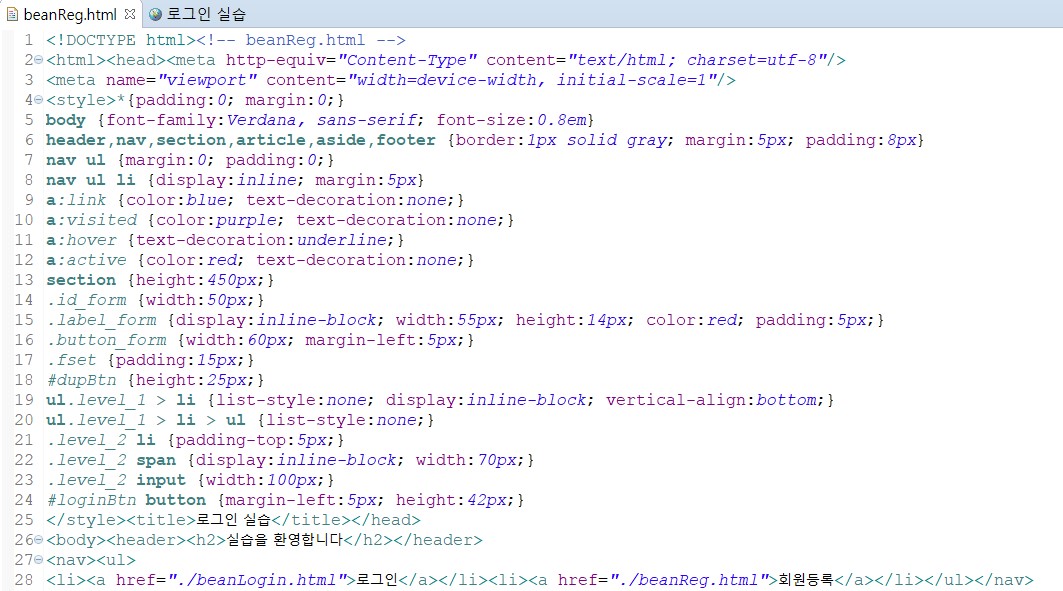 beanReg.html 로그인 실습
1 <!DOCTYPE html><!-- beanReg.html -->
2 <html><head><meta http-equiv="Content-Type" content="text/html; charset=utf-8"/>
3 <meta name="viewport" content="width=device-width, initial-scale=1"/>
4 <style>*{padding:0; margin:0;}
5 body {font-family:Verdana, sans-serif; font-size:0.8em}
6 header,nav,section,article,aside,footer {border:1px solid gray; margin:5px; padding:8px}
7 nav ul {margin:0; padding:0;}
8 nav ul li {display:inline; margin:5px}
9 a:link {color:blue; text-decoration:none;}
10 a:visited {color:purple; text-decoration:none;}
11 a:hover {text-decoration:underline;}
12 a:active {color:red; text-decoration:none;}
13 section {height:450px;}
14 .id_form {width:50px;}
15 .label_form {display:inline-block; width:55px; height:14px; color:red; padding:5px;}
16 .button_form {width:60px; margin-left:5px;}
17 .fset {padding:15px;}
18 #dupBtn {height:25px;}
19 ul.level_1 > li {list-style:none; display:inline-block; vertical-align:bottom;}
20 ul.level_1 > li > ul {list-style:none;}
21 .level_2 li {padding-top:5px;}
22 .level_2 span {display:inline-block; width:70px;}
23 .level_2 input {width:100px;}
24 #loginBtn button {margin-left:5px; height:42px;}
25 </style><title>로그인 실습</title></head>
26 <body><header><h2>실습을 환영합니다</h2></header>
27 <nav><ul>
28 <li><a href="./beanLogin.html">로그인</a></li><li><a href="./beanReg.html">회원등록</a></li></ul></nav>